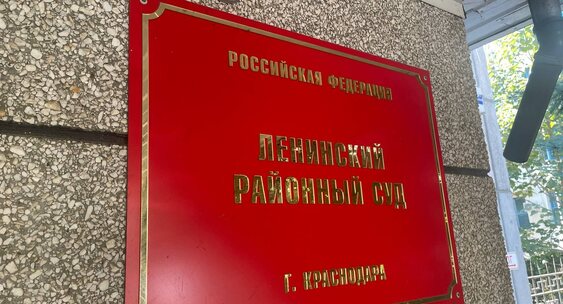 РОССИЙСКАЯ ФЕДЕРАЦИЯ
ЛЕНИНСКИЙ
РАЙОННЫЙ СУД
Г. КРАСНОДАРА